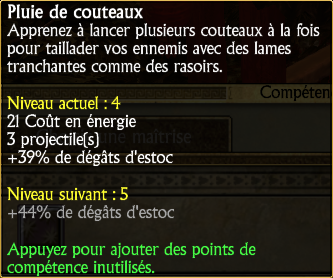 Pluie de couteaux
Apprenez à lancer plusieurs couteaux à la fois
pour taillader vos ennemis avec des lames
tranchantes comme des rasoirs.
Compéten
Niveau actuel : 4
21 Coût en énergie
3 projectile(s)
une maîtrise
+39% de dégâts d'estoc
Niveau suivant : 5
+44% de dégâts d'estoc
Appuyez pour ajouter des points de
compétence inutilisés.